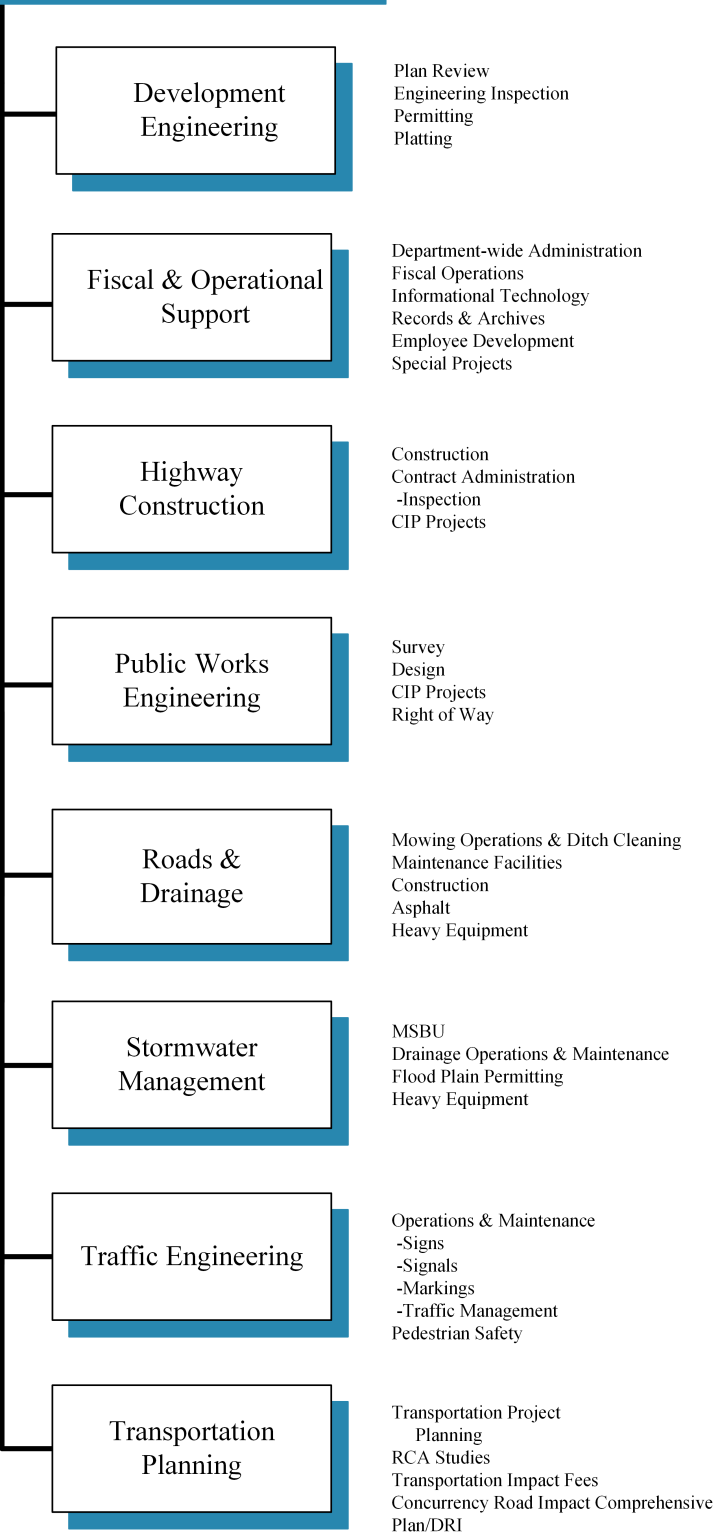 Development
Engineering
Plan Review
Engineering Inspection
Permitting
Platting
Fiscal & Operational
Support
Department-wide Administration
Fiscal Operations
Informational Technology
Records & Archives
Employee Development
Special Projects
Highway
Construction
Construction
Contract Administration
-Inspection
CIP Projects
Public Works
Engineering
Survey
Design
CIP Projects
Right of Way
Roads &
Drainage
Mowing Operations & Ditch Cleaning
Maintenance Facilities
Construction
Asphalt
Heavy Equipment
Stormwater
Management
MSBU
Drainage Operations & Maintenance
Flood Plain Permitting
Heavy Equipment
Traffic Engineering
Operations & Maintenance
-Signs
-Signals
-Markings
-Traffic Management
Pedestrian Safety
Transportation
Planning
Transportation Project
Planning
RCA Studies
Transportation Impact Fees
Concurrency Road Impact Comprehensive
Plan/DRI